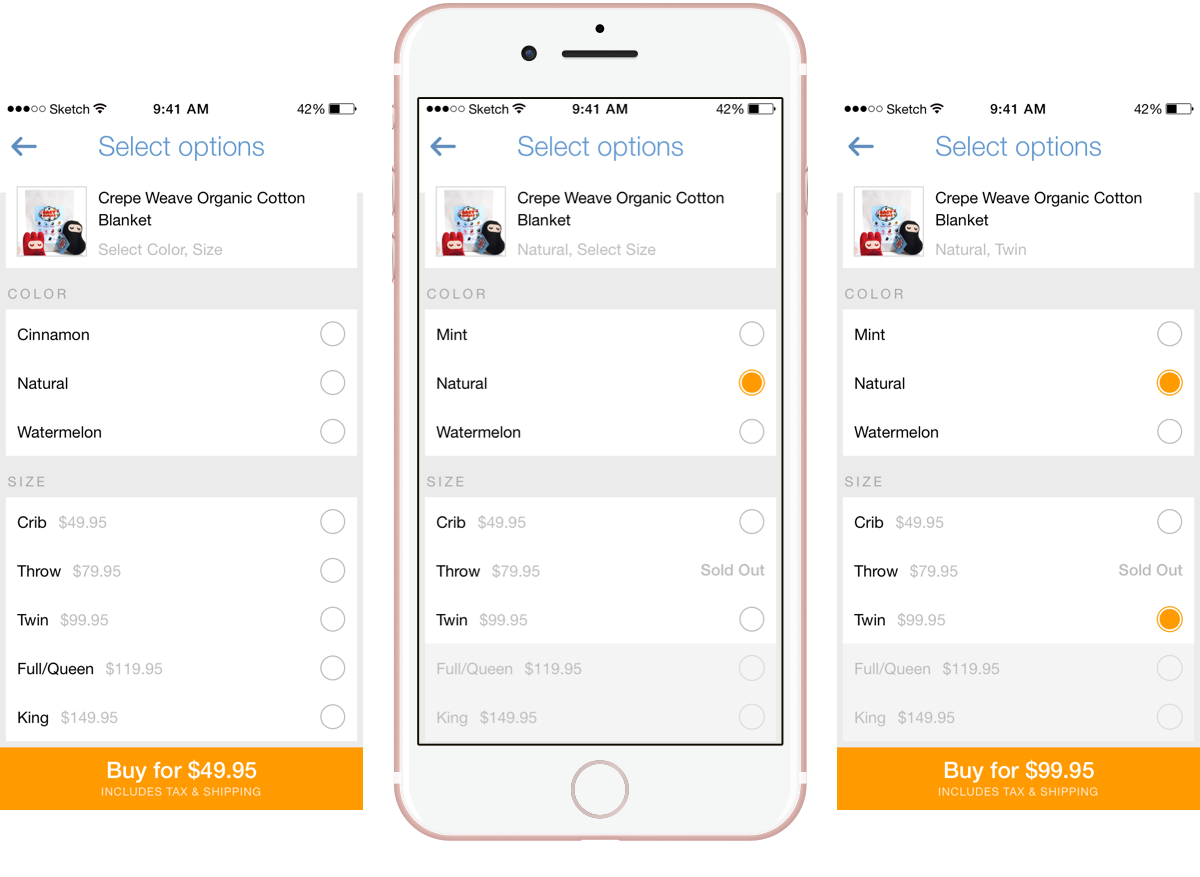 Sketch 9:41 AM 42%
Select options
Crepe Weave Organic Cotton
Blanket
Select Color, Size
COLOR
Cinnamon
Natural
Watermelon
SIZE
Crib $49.95
Throw $79.95
Twin $99.95
Full/Queen $119.95
King $149.95
Buy for $49.95
INCLUDES TAX & SHIPPING
Sketch 9:41 AM 42%
Select options
Crepe Weave Organic Cotton
Blanket
Natural, Select Size
COLOR
Mint
Natural
Watermelon
SIZE
Crib $49.95
Throw $79.95 Sold Out
Twin $99.95
Full/Queen $119.95
King $149.95
Sketch 9:41 AM 42%
Select options
Crepe Weave Organic Cotton
Blanket
Natural, Twin
COLOR
Mint
Natural
Watermelon
SIZE
Crib $49.95
Throw $79.95 Sold Out
Twin $99.95
Full/Queen $119.95
King $149.95
Buy for $99.95
INCLUDES TAX & SHIPPING